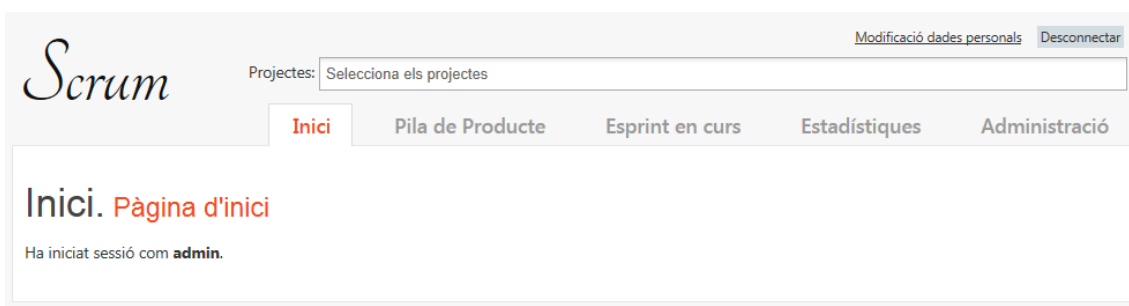 Scrum
Modificació dades personals Desconnectar
Projectes: Selecciona els projectes
Inici Pila de Producte Esprint en curs Estadístiques Administració
Inici. Pàgina d'inici
Ha iniciat sessió com admin.